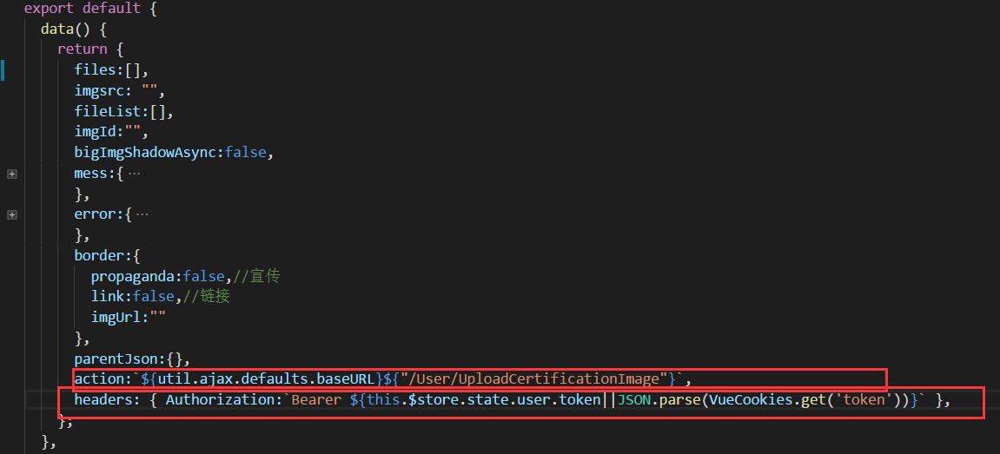 export default {
data() {
return {
files:[],
imgsrc: "",
fileList:[],
imgId:"",
bigImgShadowAsync:false,
mess:{ ···
},
error:{ ···
},
border:{
propaganda:false,//宣传
link:false,//链接
imgUrl:""
},
parentJson:{},
action:`${util.ajax.defaults.baseURL}${"/User/UploadCertificationImage"}`,
headers: { Authorization:`Bearer ${this.$store.state.user.token||JSON.parse(VueCookies.get('token'))}` },
};
},